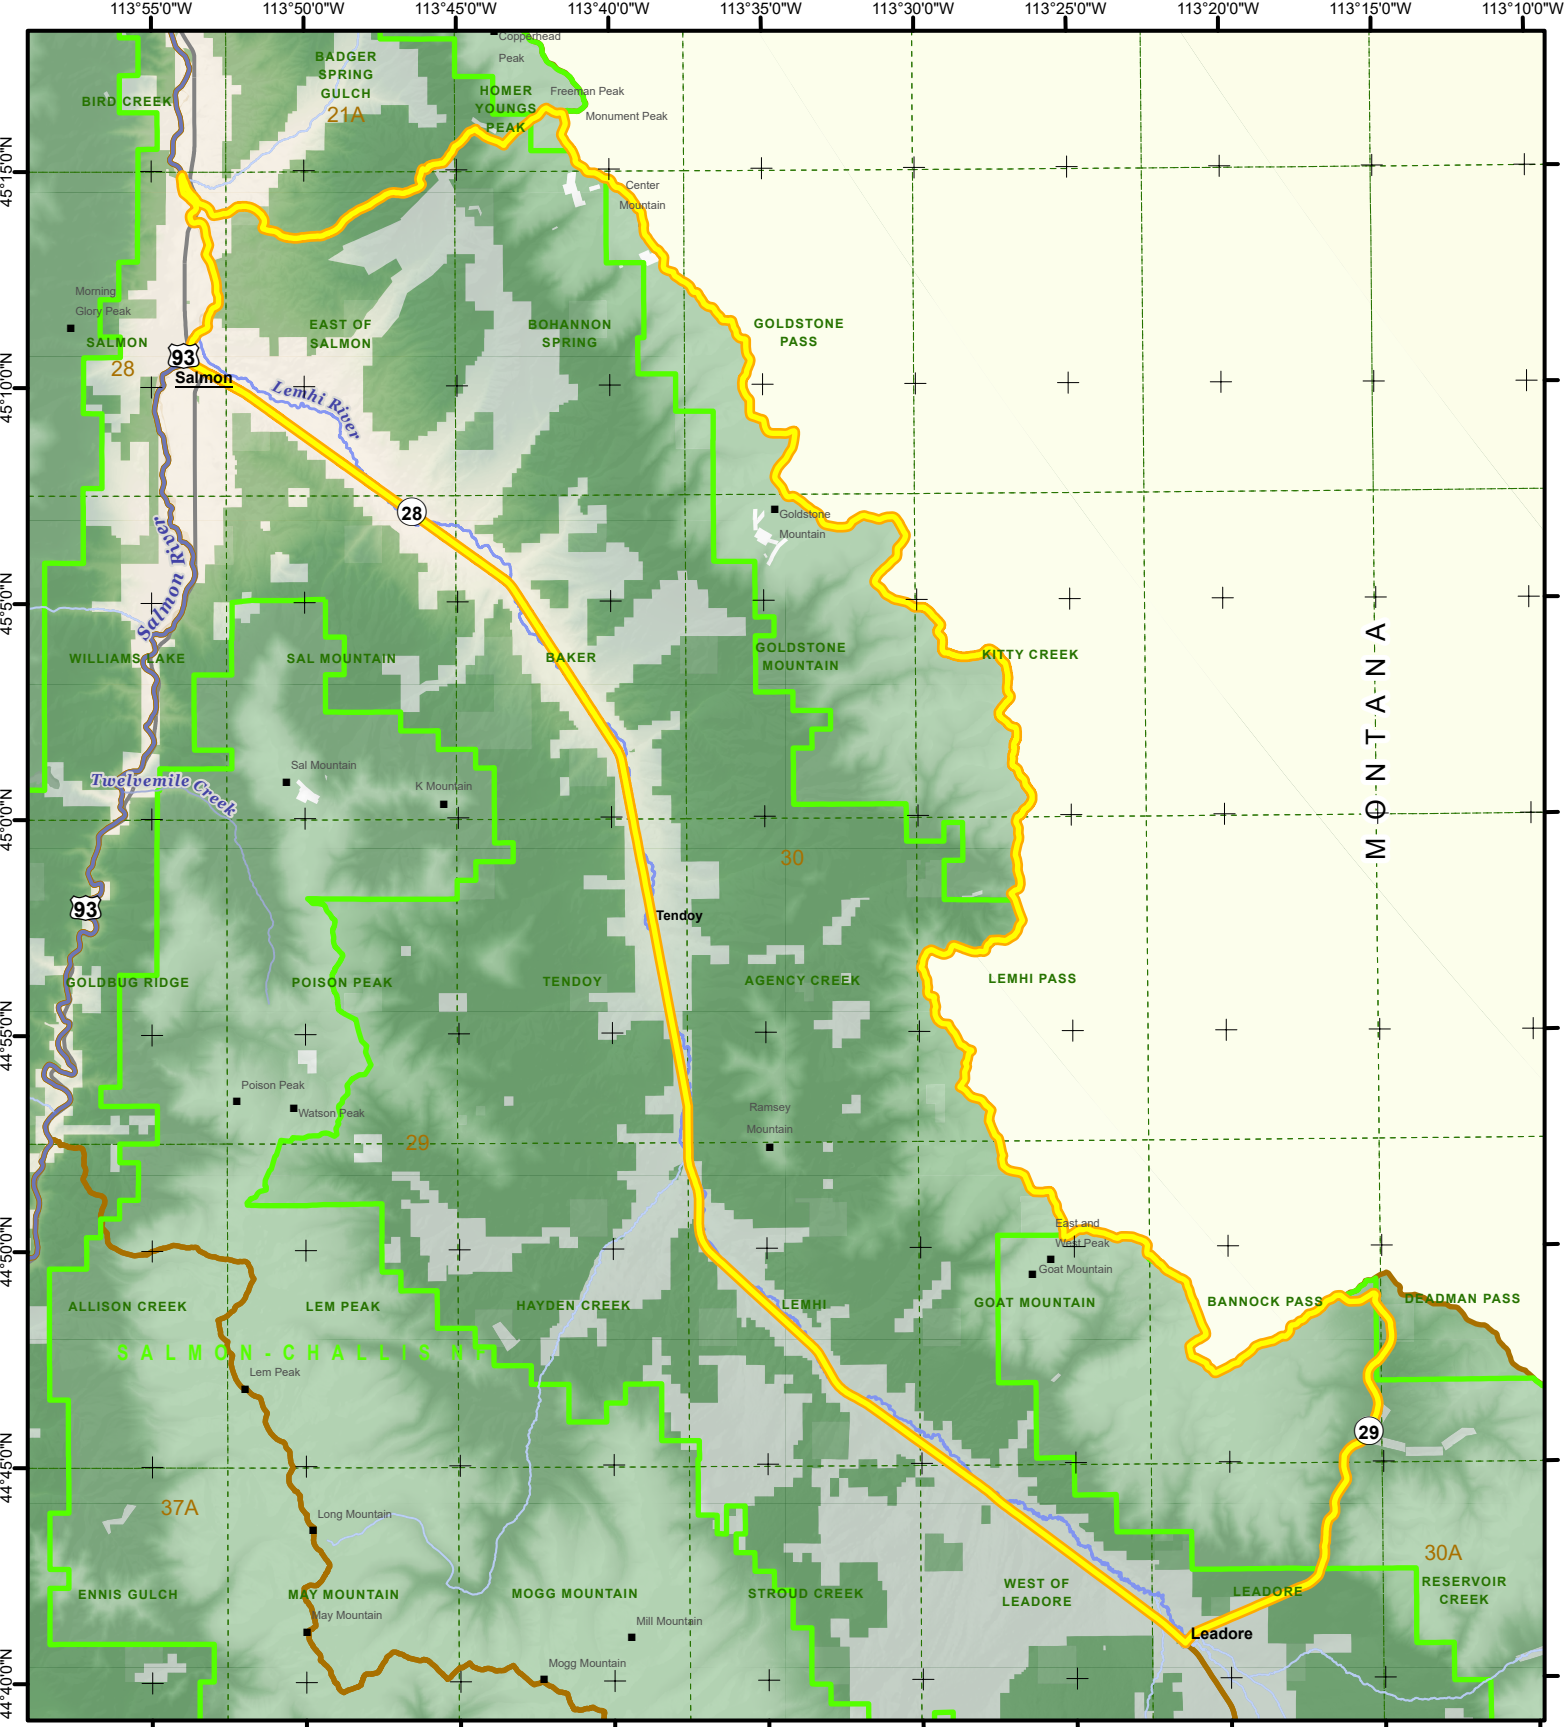 113°55'0"W
113°50'0"W
113°45'0"W
113°40'0"W
113°35'0"W
113°30'0"W
113°25'0"W
113°20'0"W
113°15'0"W
113°10'0"W
Copperhead
Peak
BADGER
SPRING
GULCH
21A
BIRD CREEK
HOMER
YOUNGS
PEAK
Freeman Peak
Monument Peak
45°15'0"N
Center
Mountain
Morning
Glory Peak
SALMON
28
EAST OF
SALMON
BOHANNON
SPRING
GOLDSTONE
PASS
93
Salmon
45°10'0"N
Lemhi River
28
Goldstone
Mountain
Salmon River
45°5'0"N
WILLIAMS LAKE
SAL MOUNTAIN
BAKER
GOLDSTONE
MOUNTAIN
KITTY CREEK
MONTANA
Sal Mountain
K Mountain
Twelvemile Creek
45°0'0"N
30
93
Tendoy
GOLDBUG RIDGE
POISON PEAK
TENDOY
AGENCY CREEK
LEMHI PASS
44°55'0"N
Poison Peak
Watson Peak
Ramsey
Mountain
29
44°50'0"N
East and
West Peak
Goat Mountain
ALLISON CREEK
LEM PEAK
HAYDEN CREEK
LEMHI
GOAT MOUNTAIN
BANNOCK PASS
DEADMAN PASS
SALMON-CHALLIS NF
Lem Peak
29
44°45'0"N
37A
Long Mountain
30A
ENNIS GULCH
MAY MOUNTAIN
MOGG MOUNTAIN
STROUD CREEK
WEST OF
LEADORE
LEADORE
RESERVOIR
CREEK
May Mountain
Mill Mountain
Leadore
Mogg Mountain
44°40'0"N